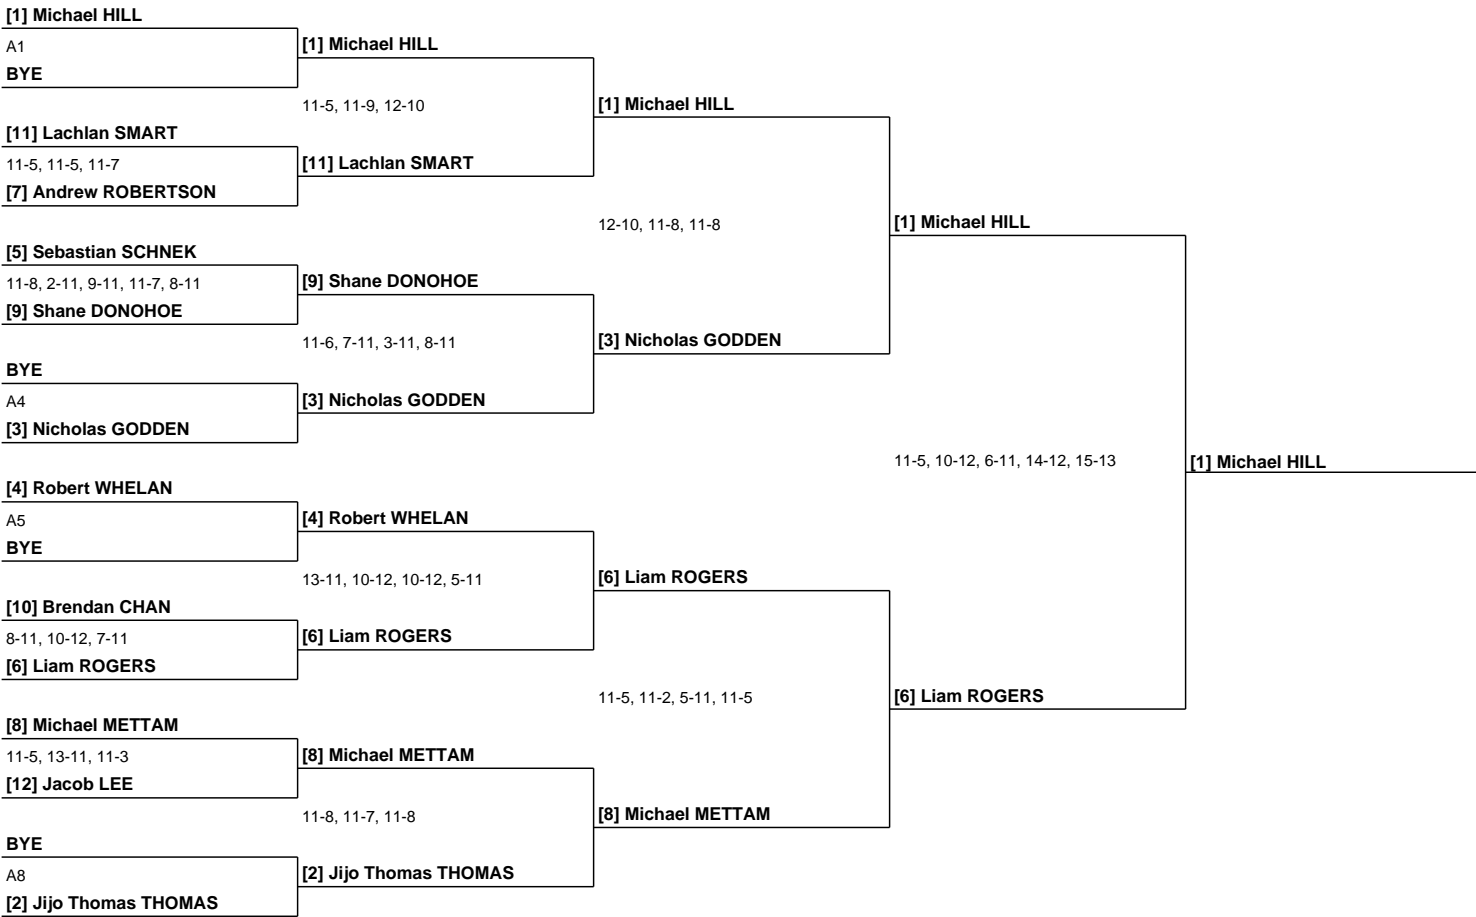 [1] Michael HILL
A1
[1] Michael HILL
BYE
11-5, 11-9, 12-10
[1] Michael HILL
[11] Lachlan SMART
11-5, 11-5, 11-7
[11] Lachlan SMART
[7] Andrew ROBERTSON
12-10, 11-8, 11-8
[1] Michael HILL
[5] Sebastian SCHNEK
11-8, 2-11, 9-11, 11-7, 8-11
[9] Shane DONOHOE
[9] Shane DONOHOE
11-6, 7-11, 3-11, 8-11
[3] Nicholas GODDEN
BYE
A4
[3] Nicholas GODDEN
[3] Nicholas GODDEN
11-5, 10-12, 6-11, 14-12, 15-13
[1] Michael HILL
[4] Robert WHELAN
A5
[4] Robert WHELAN
BYE
13-11, 10-12, 10-12, 5-11
[6] Liam ROGERS
[10] Brendan CHAN
8-11, 10-12, 7-11
[6] Liam ROGERS
[6] Liam ROGERS
11-5, 11-2, 5-11, 11-5
[6] Liam ROGERS
[8] Michael METTAM
11-5, 13-11, 11-3
[8] Michael METTAM
[12] Jacob LEE
11-8, 11-7, 11-8
[8] Michael METTAM
BYE
A8
[2] Jijo Thomas THOMAS
[2] Jijo Thomas THOMAS